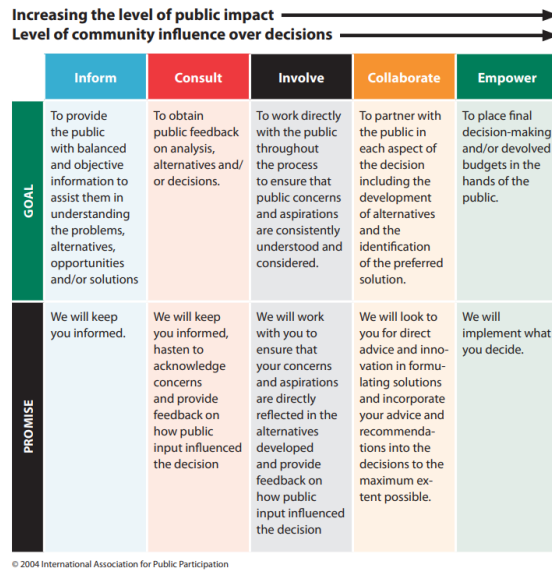 Increasing the level of public impact
Level of community influence over decisions
Inform
Consult
Involve
Collaborate
Empower
GOAL
To provide
the public
with balanced
and objective
information to
assist them in
understanding
the problems,
alternatives,
opportunities
and/or solutions
To obtain
public feedback
on analysis,
alternatives and/
or decisions.
To work directly
with the public
throughout
the process
to ensure that
public concerns
and aspirations
are consistently
understood and
considered.
To partner with
the public in
each aspect of
the decision
including the
development
of alternatives
and the
identification
of the preferred
solution.
To place final
decision-making
and/or devolved
budgets in the
hands of the
public.
PROMISE
We will keep
you informed.
We will keep
you informed,
hasten to
acknowledge
concerns
and provide
feedback on
how public
input influenced
the decision
We will work
with you to
ensure that
your concerns
and aspirations
are directly
reflected in the
alternatives
developed
and provide
feedback on
how public
input influenced
the decision
We will look to
you for direct
advice and inno-
vation in formu-
lating solutions
and incorporate
your advice and
recommenda-
tions into the
decisions to the
maximum ex-
tent possible.
We will
implement what
you decide.
© 2004 International Association for Public Participation